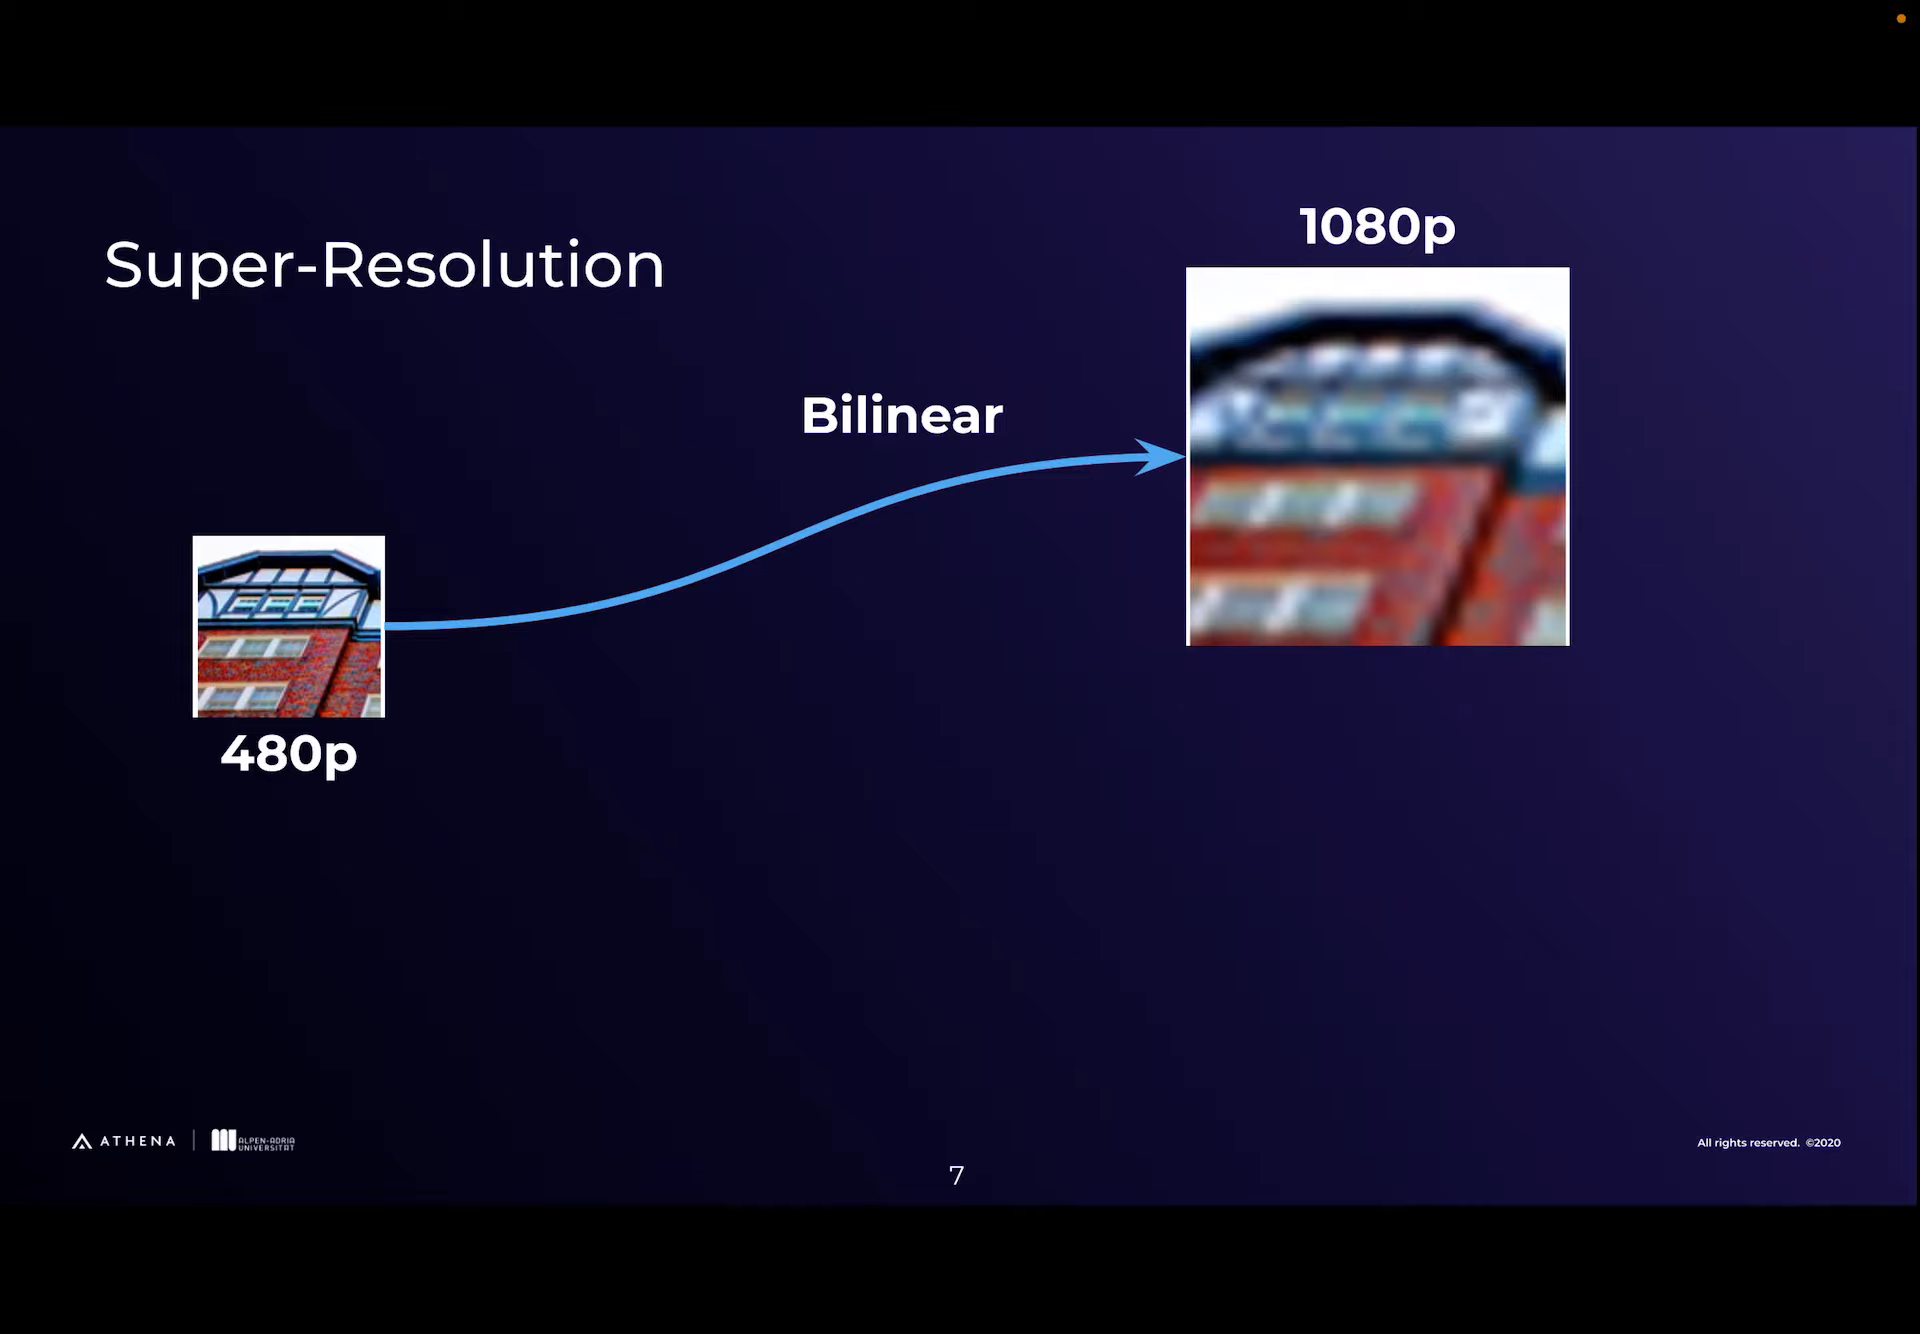 Super-Resolution
1080p
Bilinear
480p
ATHENA
ALPEN-ADRIA
UNIVERSITÄT
All rights reserved. ©2020
7